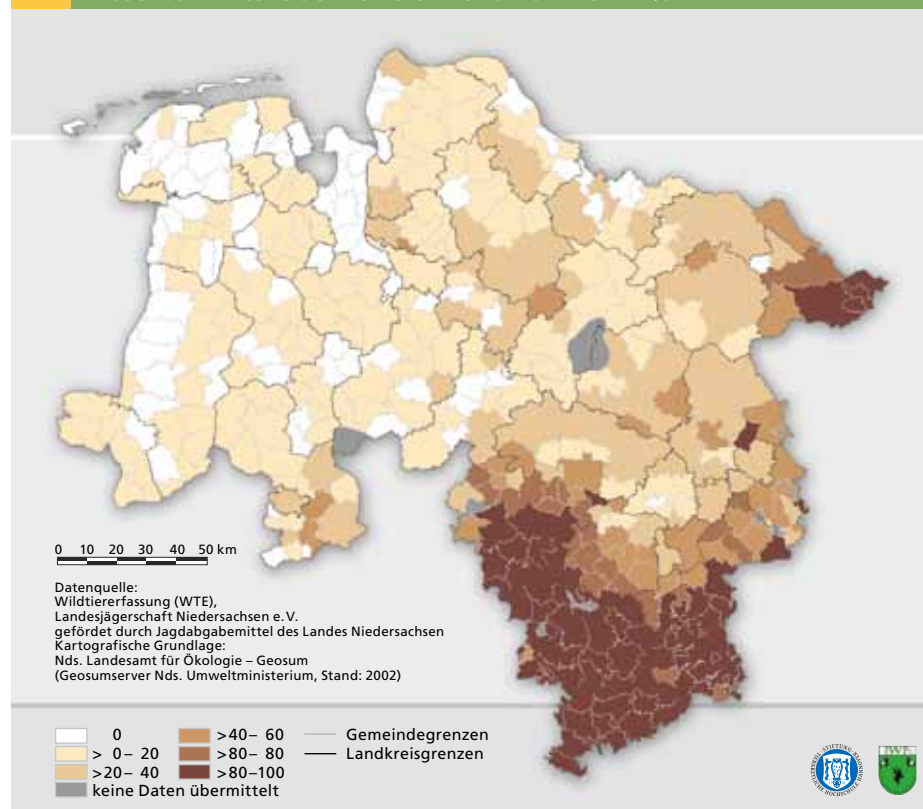 0 10 20 30 40 50 km
Datenquelle:
Wildtiererfassung (WTE),
Landesjägerschaft Niedersachsen e. V.
gefördert durch Jagdabgabemittel des Landes Niedersachsen
Kartografische Grundlage:
Nds. Landesamt für Ökologie – Geosum
(Geosumserver Nds. Umweltministerium, Stand: 2002)
0
> 0– 20
>20– 40
keine Daten übermittelt
>40– 60
>80– 80
>80–100
Gemeindegrenzen
Landkreisgrenzen